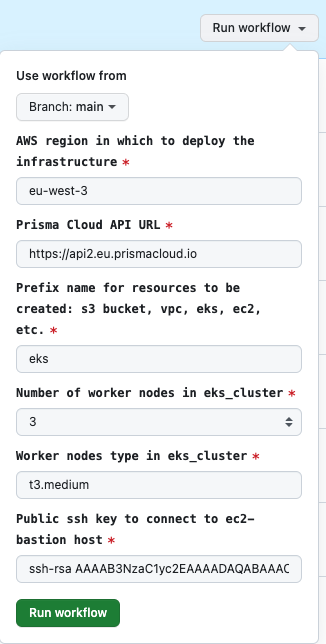 Run workflow
Use workflow from
Branch: main
AWS region in which to deploy the
infrastructure *
eu-west-3
Prisma Cloud API URL *
https://api2.eu.prismacloud.io
Prefix name for resources to be
created: s3 bucket, vpc, eks, ec2,
etc. *
eks
Number of worker nodes in eks_cluster *
3
Worker nodes type in eks_cluster *
t3.medium
Public ssh key to connect to ec2-
bastion host *
ssh-rsa AAAAB3NzaC1yc2EAAAADAQABAAAC
Run workflow